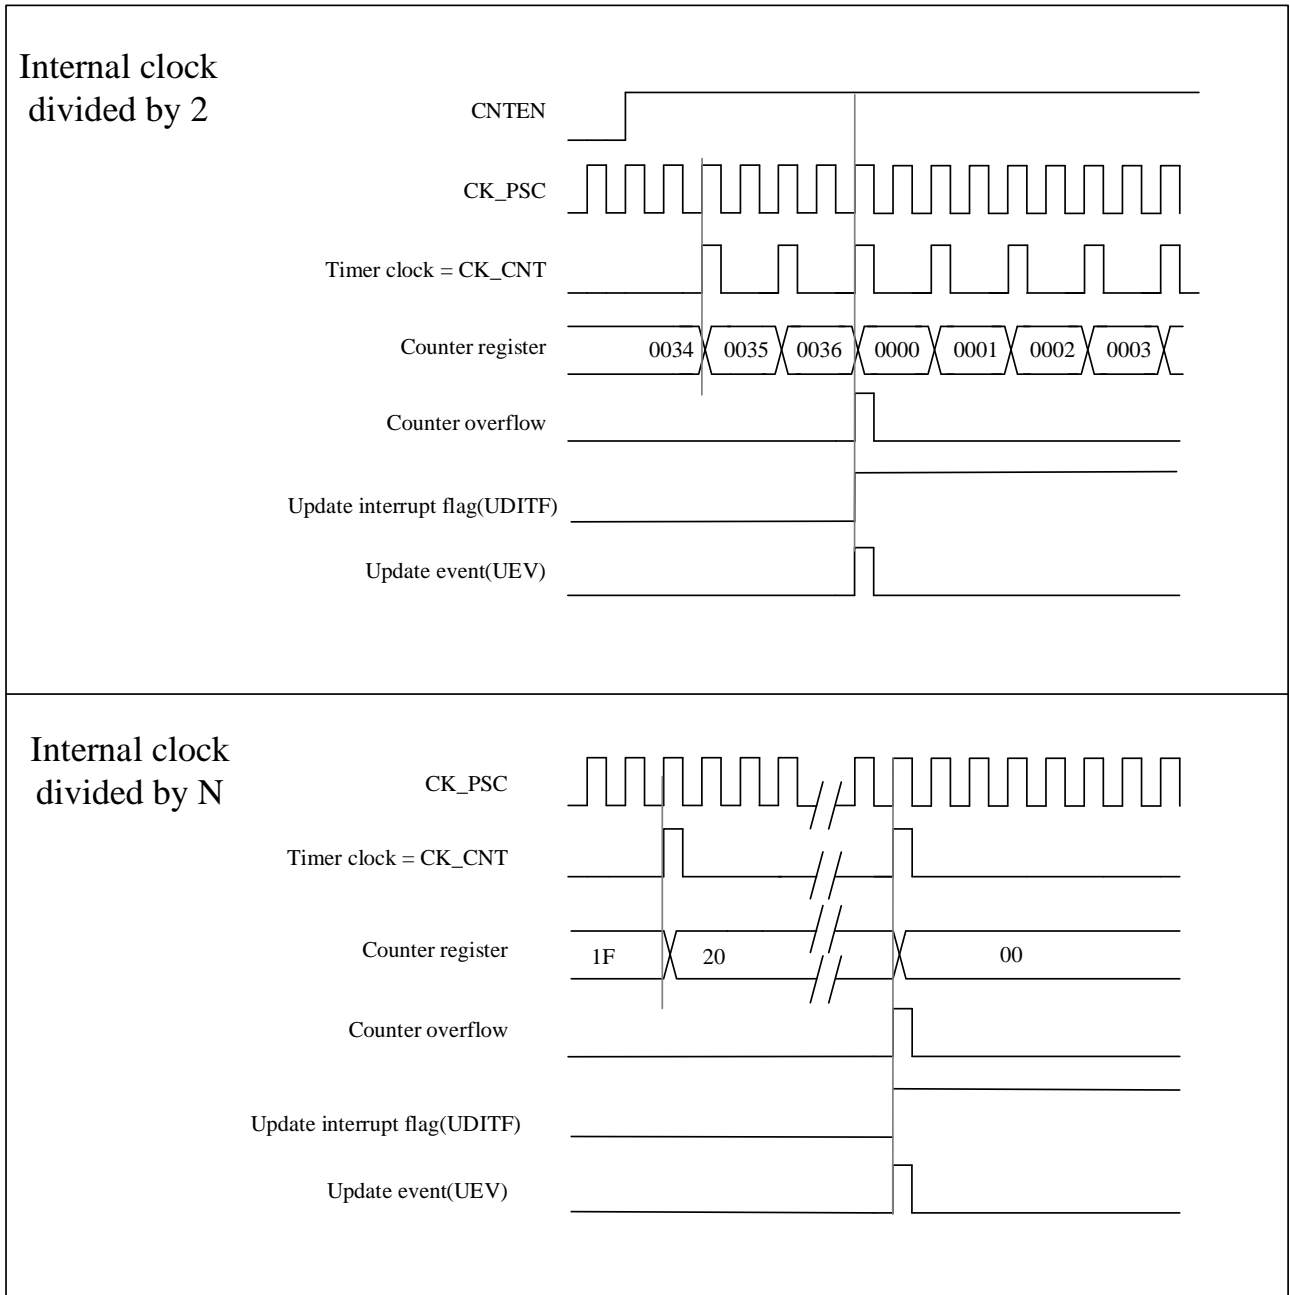 Internal clock
divided by 2
CNTEN
CK_PSC
Timer clock = CK_CNT
Counter register
0034 0035 0036 0000 0001 0002 0003
Counter overflow
Update interrupt flag(UDITF)
Update event(UEV)
Internal clock
divided by N
CK_PSC
Timer clock = CK_CNT
Counter register
1F 20 00
Counter overflow
Update interrupt flag(UDITF)
Update event(UEV)